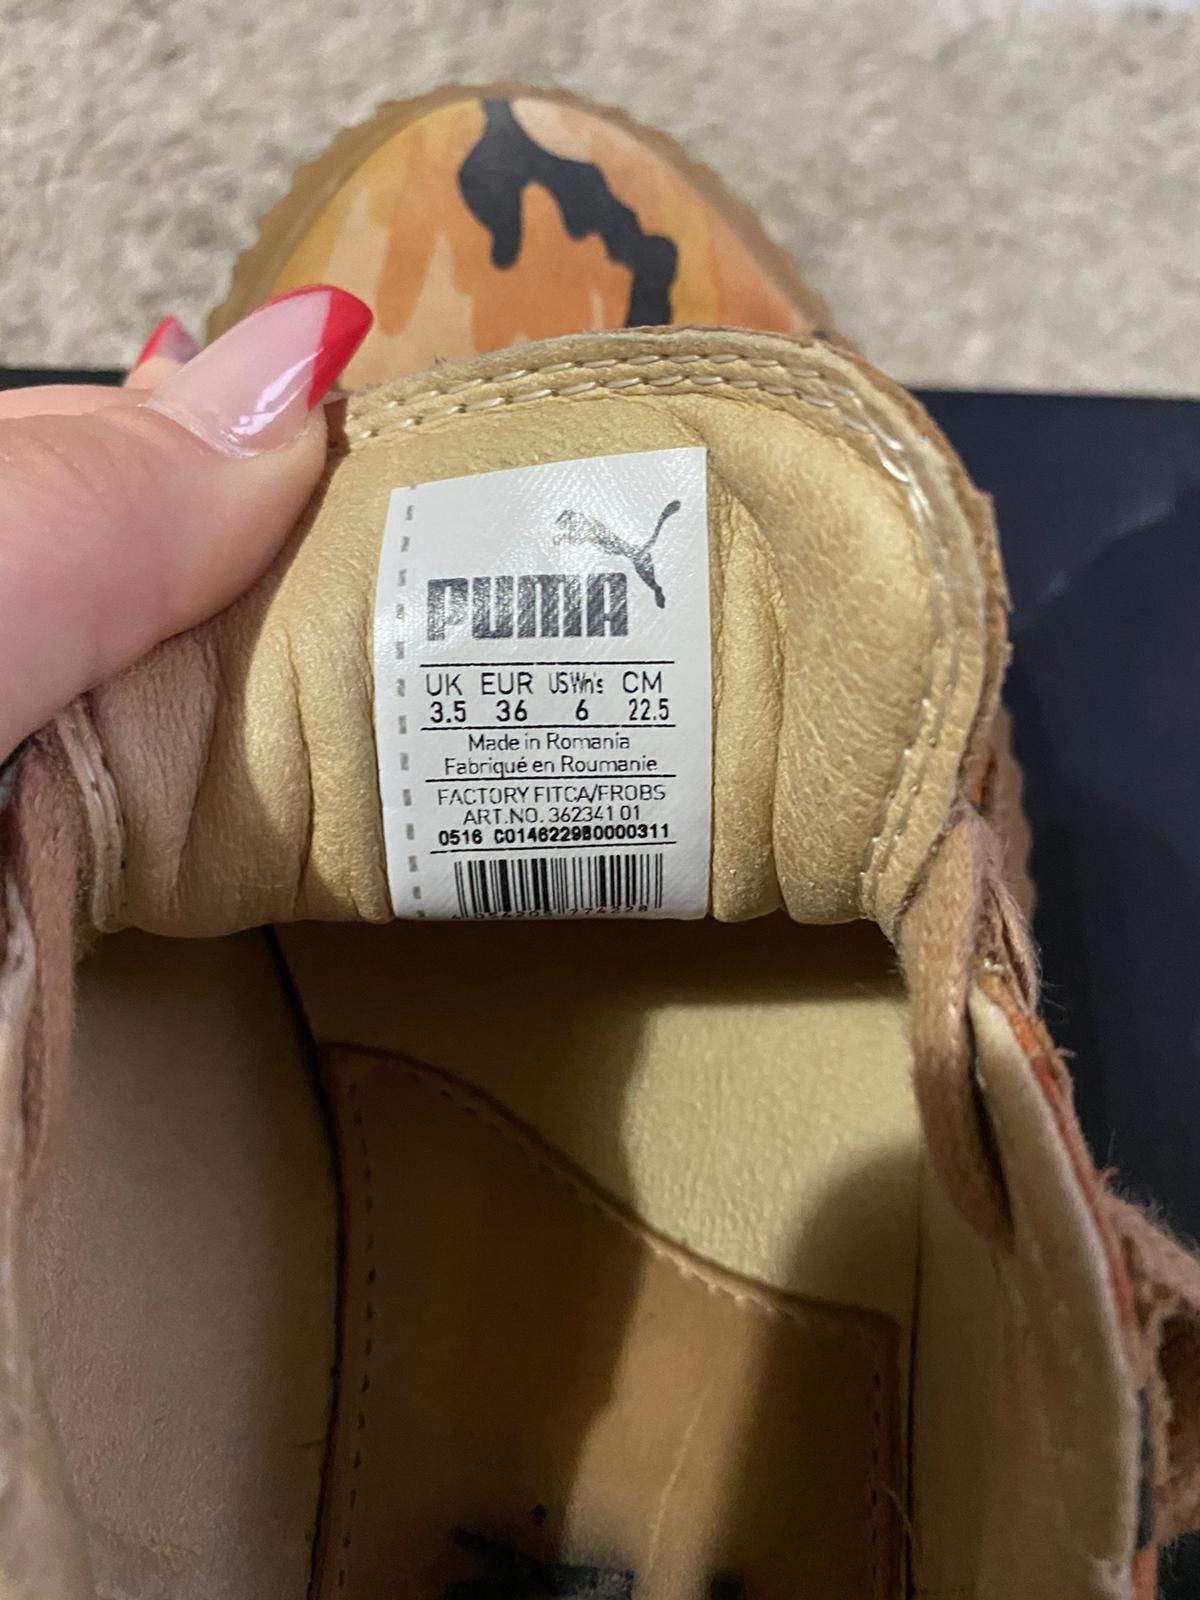 PUMA
UK EUR USWn's CM
3.5 36 6 22.5
Made in Romania
Fabriqué en Roumanie
FACTORY FITCA/FROBS
ART.NO. 362341 01
0516 C0146229B0000311